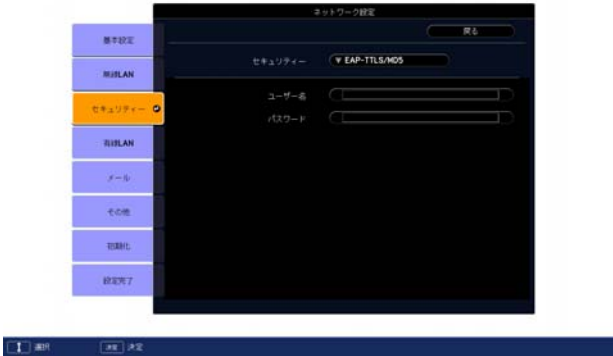 ネットワーク設定
戻る
基本設定
無線LAN
セキュリティー
有線LAN
メール
その他
初期化
設定完了
セキュリティー EAP-TTLS/MD5
ユーザー名
パスワード
選択 決定 決定